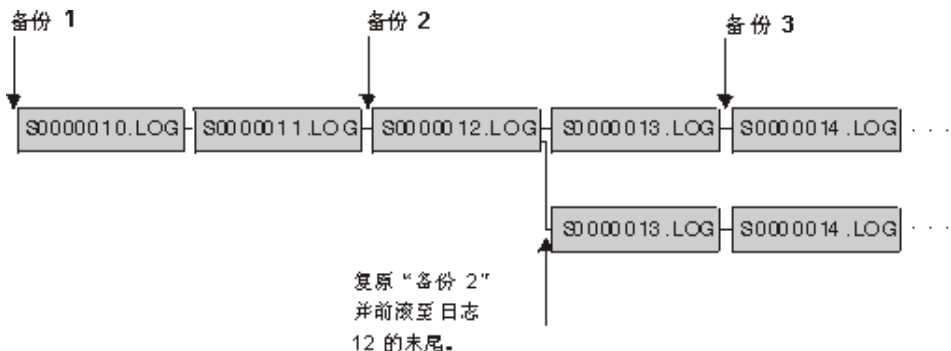 备份 1
备份 2
备份 3
S0000010.LOG
S0000011.LOG
S0000012.LOG
S0000013.LOG
S0000014.LOG
· · ·
S0000013.LOG
S0000014.LOG
· · ·
复原“备份 2”
并前滚至日志
12 的末尾。